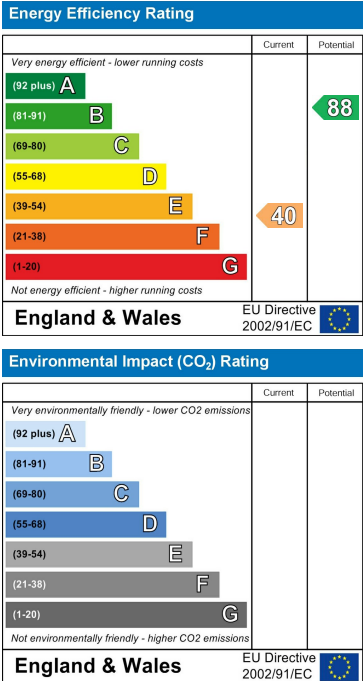 Energy Efficiency Rating
Current Potential
Very energy efficient - lower running costs
(92 plus) A
(81-91) B
88
(69-80) C
(55-68) D
(39-54) E
40
(21-38) F
(1-20) G
Not energy efficient - higher running costs
England & Wales
EU Directive
2002/91/EC
Environmental Impact (CO₂) Rating
Current Potential
Very environmentally friendly - lower CO2 emissions
(92 plus) A
(81-91) B
(69-80) C
(55-68) D
(39-54) E
(21-38) F
(1-20) G
Not environmentally friendly - higher CO2 emissions
England & Wales
EU Directive
2002/91/EC